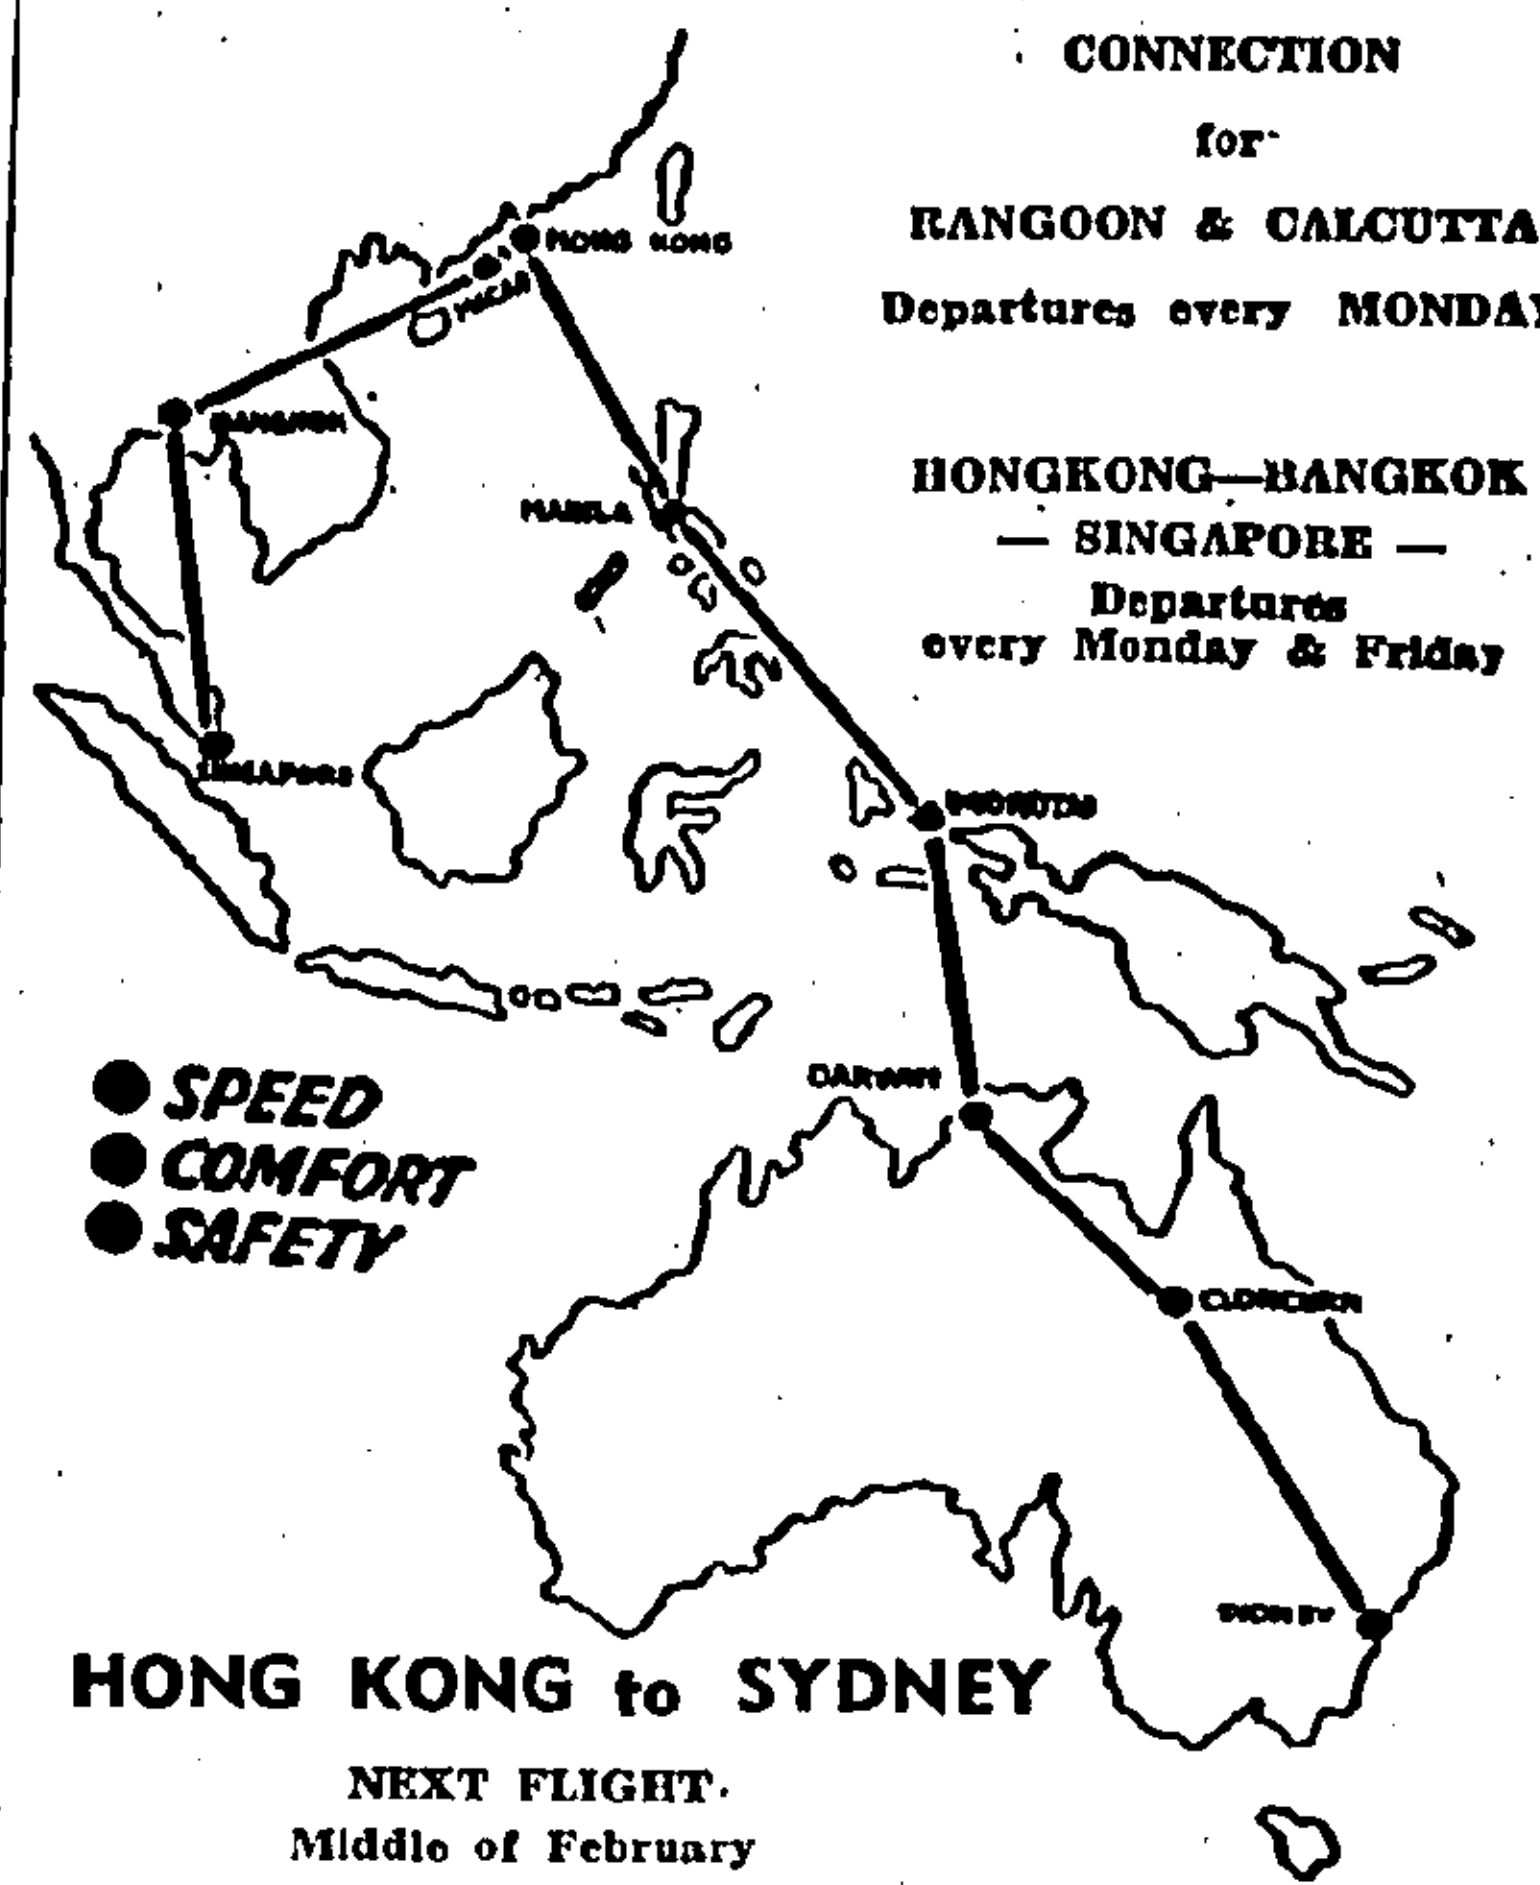 CONNECTION
for
RANGOON & CALCUTTA
Departures every MONDAY
HONG KONG
MANILA
HONGKONG—BANGKOK
— SINGAPORE —
Departures
every Monday & Friday
DARWIN
● SPEED
● COMFORT
● SAFETY
SYDNEY
HONG KONG to SYDNEY
NEXT FLIGHT
Middle of February